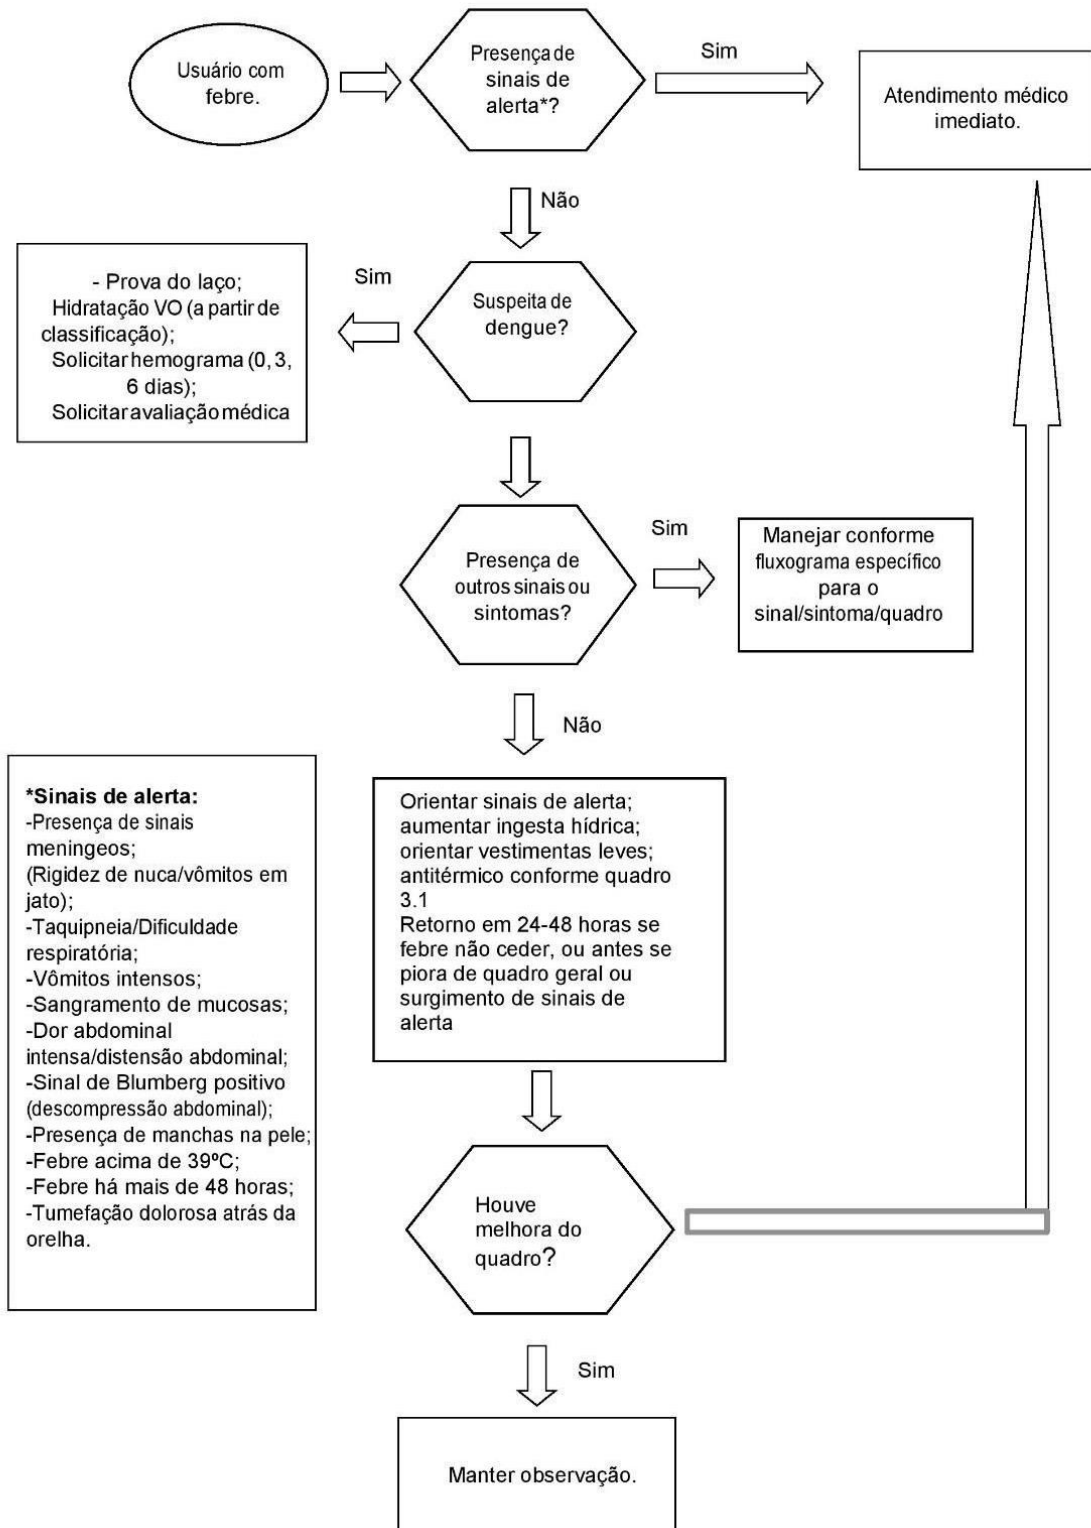 Usuário com
febre.
Presença de
sinais de
alerta*?
Sim
Atendimento médico
imediato.
Não
- Prova do laço;
Hidratação VO (a partir de
classificação);
Solicitar hemograma (0, 3,
6 dias);
Solicitar avaliação médica
Sim
Suspeita de
dengue?
Presença de
outros sinais ou
sintomas?
Sim
Manejar conforme
fluxograma específico
para o
sinal/sintoma/quadro
Não
*Sinais de alerta:
-Presença de sinais
meningeos;
(Rigidez de nuca/vômitos em
jato);
-Taquipneia/Dificuldade
respiratória;
-Vômitos intensos;
-Sangramento de mucosas;
-Dor abdominal
intensa/distensão abdominal;
-Sinal de Blumberg positivo
(descompressão abdominal);
-Presença de manchas na pele;
-Febre acima de 39ºC;
-Febre há mais de 48 horas;
-Tumefação dolorosa atrás da
orelha.
Orientar sinais de alerta;
aumentar ingesta hídrica;
orientar vestimentas leves;
antitérmico conforme quadro
3.1
Retorno em 24-48 horas se
febre não ceder, ou antes se
piora de quadro geral ou
surgimento de sinais de
alerta
Houve
melhora do
quadro?
Sim
Manter observação.